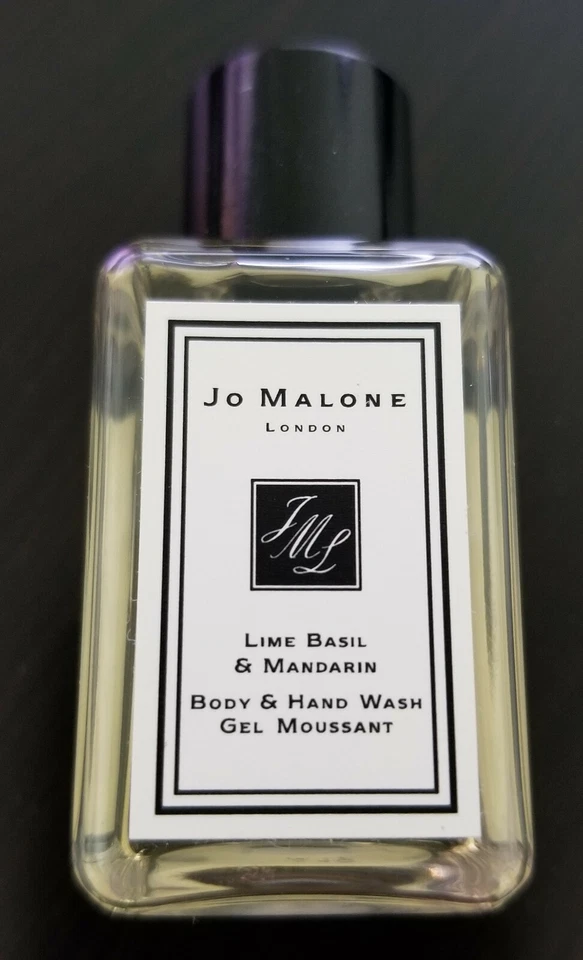 Jo Malone
London
JML
Lime Basil
& Mandarin
Body & Hand Wash
Gel Moussant